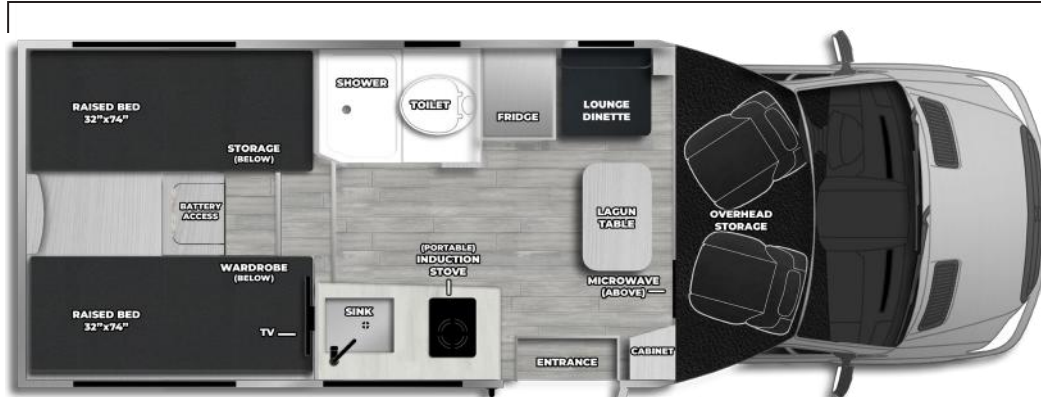 RAISED BED
32"x74"
STORAGE
(BELOW)
SHOWER
TOILET
FRIDGE
LOUNGE
DINETTE
BATTERY
ACCESS
LAGUN
TABLE
OVERHEAD
STORAGE
(PORTABLE)
INDUCTION
STOVE
WARDROBE
(BELOW)
MICROWAVE
(ABOVE)
RAISED BED
32"x74"
TV
SINK
ENTRANCE
CABINET